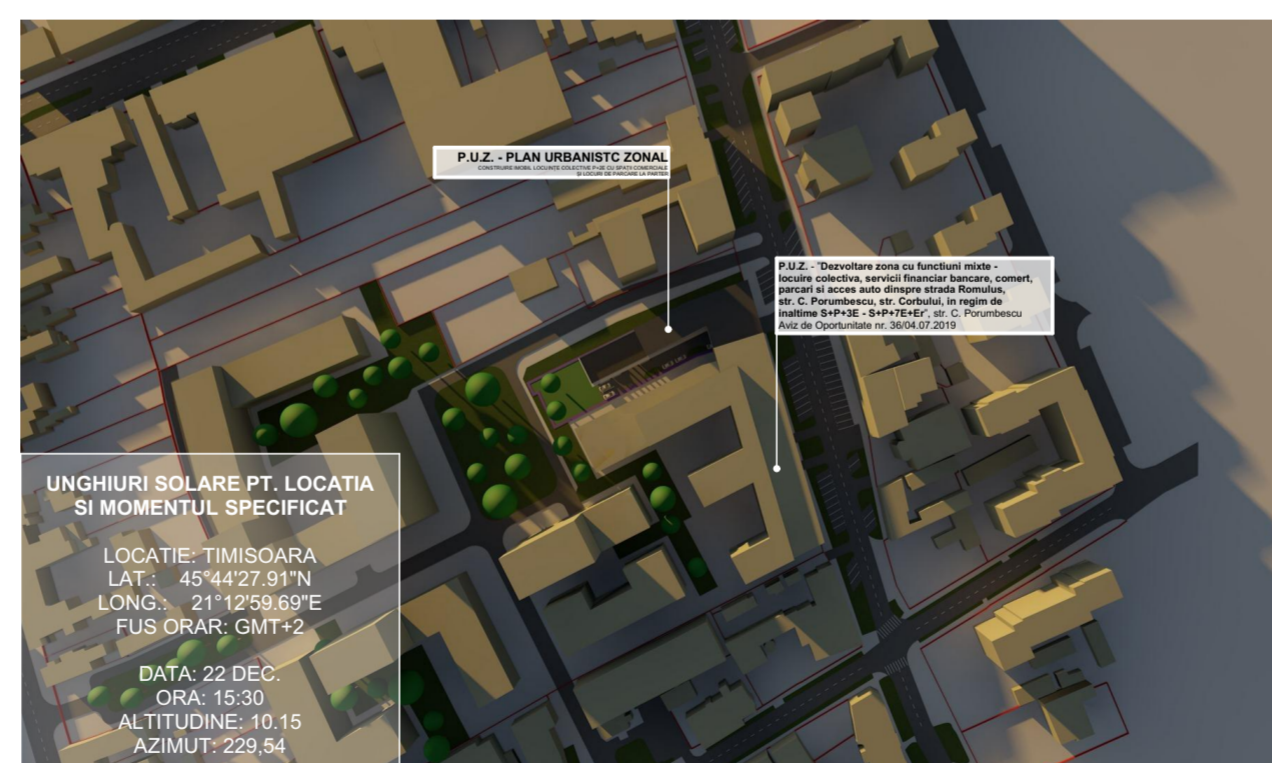 P.U.Z. - PLAN URBANISTC ZONAL
CONSTRUIRE IMOBIL LOCUINTE COLECTIVE P+3E CU SPATII COMERCIALE
ȘI LOCURI DE PARCARE LA PARTER
P.U.Z. - "Dezvoltare zona cu functiuni mixte -
locuire colectiva, servicii financiar bancare, comert,
parcari si acces auto dinspre strada Romulus,
str. C. Porumbescu, str. Corbului, in regim de
inaltime S+P+3E - S+P+7E+Er", str. C. Porumbescu
Aviz de Oportunitate nr. 36/04.07.2019
UNGHIURI SOLARE PT. LOCATIA
SI MOMENTUL SPECIFICAT
LOCATIE: TIMISOARA
LAT.: 45°44'27.91"N
LONG.: 21°12'59.69"E
FUS ORAR: GMT+2
DATA: 22 DEC.
ORA: 15:30
ALTITUDINE: 10.15
AZIMUT: 229,54